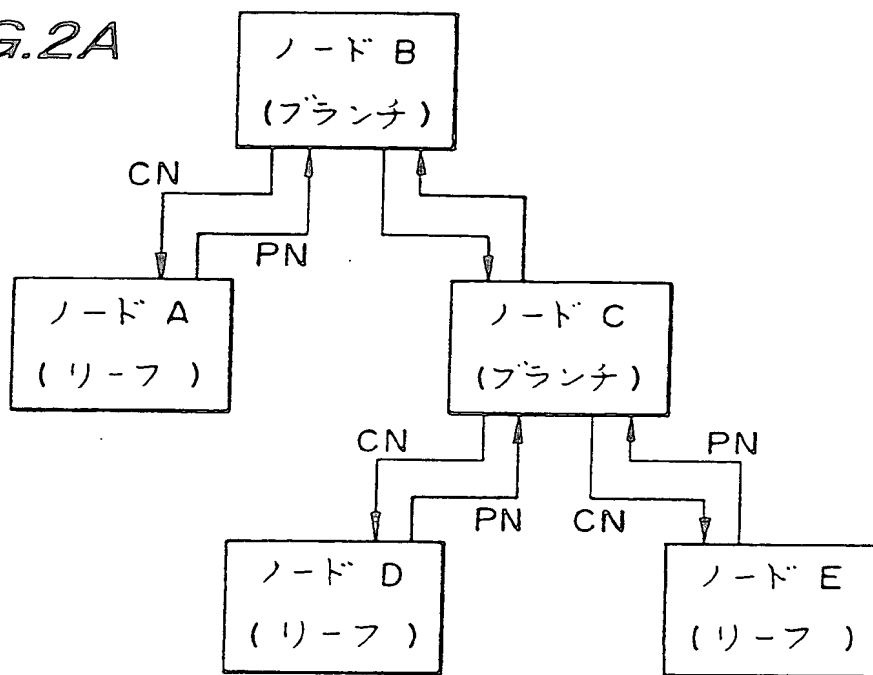 G.2A
ノード B
(ブランチ)
CN
PN
ノード A
(リーフ)
ノード C
(ブランチ)
CN
PN
PN
CN
ノード D
(リーフ)
ノード E
(リーフ)